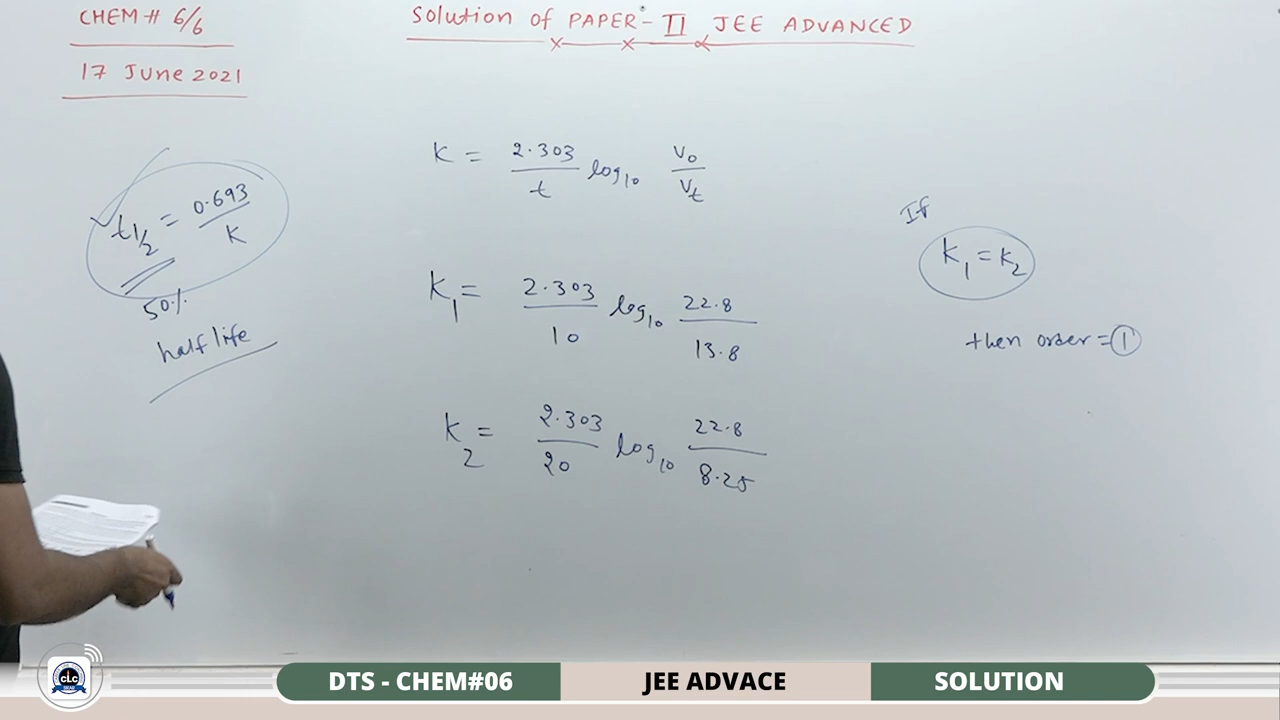 CHEM # 6/6
17 June 2021
Solution of PAPER-II JEE ADVANCED
K = 2.303/t log10 V0/Vt
t1/2 = 0.693/K
50%
half life
K1 = 2.303/10 log10 22.8/13.8
K2 = 2.303/20 log10 22.8/8.25
If
K1 = K2
then order = 1
CLC
DTS - CHEM#06
JEE ADVACE
SOLUTION